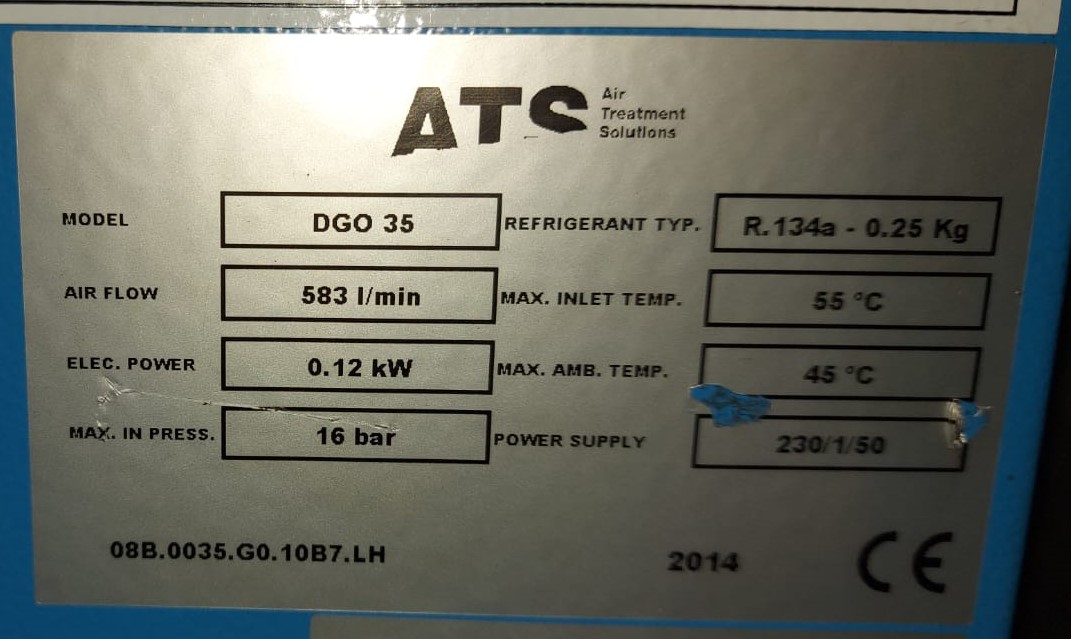 ATS Air
Treatment
Solutions
MODEL DGO 35 REFRIGERANT TYP. R.134a - 0.25 Kg
AIR FLOW 583 l/min MAX. INLET TEMP. 55 °C
ELEC. POWER 0.12 kW MAX. AMB. TEMP. 45 °C
MAX. IN PRESS. 16 bar POWER SUPPLY 230/1/50
08B.0035.G0.10B7.LH 2014 CE